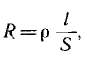 R = ρ l/S,